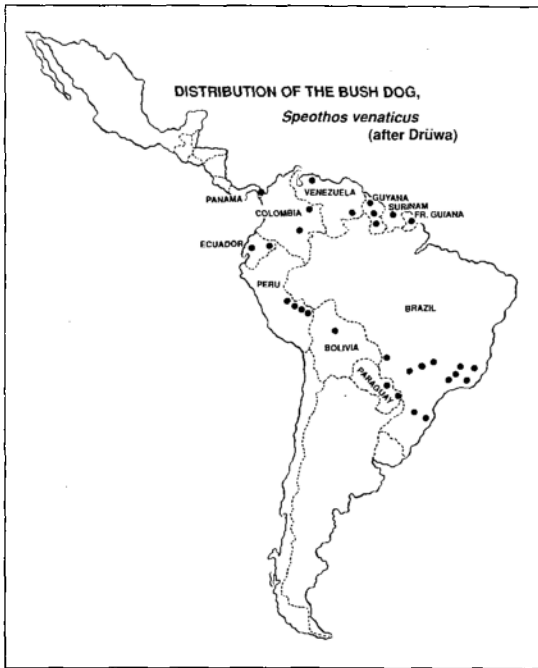 DISTRIBUTION OF THE BUSH DOG,
Speothos venaticus
(after Drüwa)
PANAMA
VENEZUELA
GUYANA
SURINAM
FR. GUIANA
COLOMBIA
ECUADOR
PERU
BRAZIL
BOLIVIA
PARAGUAY